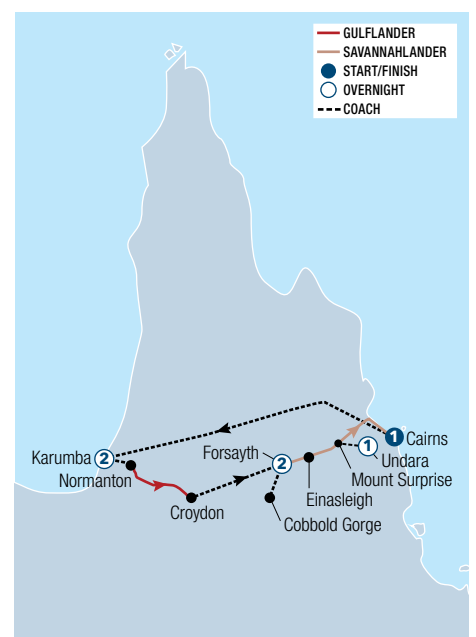 GULFLANDER
SAVANNAHLANDER
START/FINISH
OVERNIGHT
COACH
1 Cairns
Karumba 2
Forsayth 2
1
Undara
Normanton
Mount Surprise
Einasleigh
Croydon
Cobbold Gorge